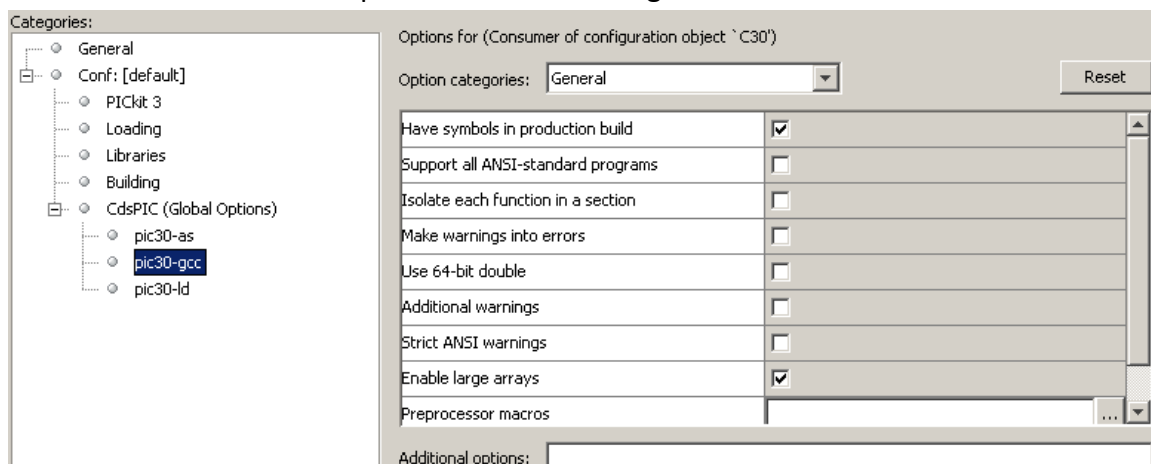 Categories:
General
Conf: [default]
PICkit 3
Loading
Libraries
Building
CdsPIC (Global Options)
pic30-as
pic30-gcc
pic30-ld
Options for (Consumer of configuration object `C30')
Option categories: General Reset
Have symbols in production build
Support all ANSI-standard programs
Isolate each function in a section
Make warnings into errors
Use 64-bit double
Additional warnings
Strict ANSI warnings
Enable large arrays
Preprocessor macros ...
Additional options: